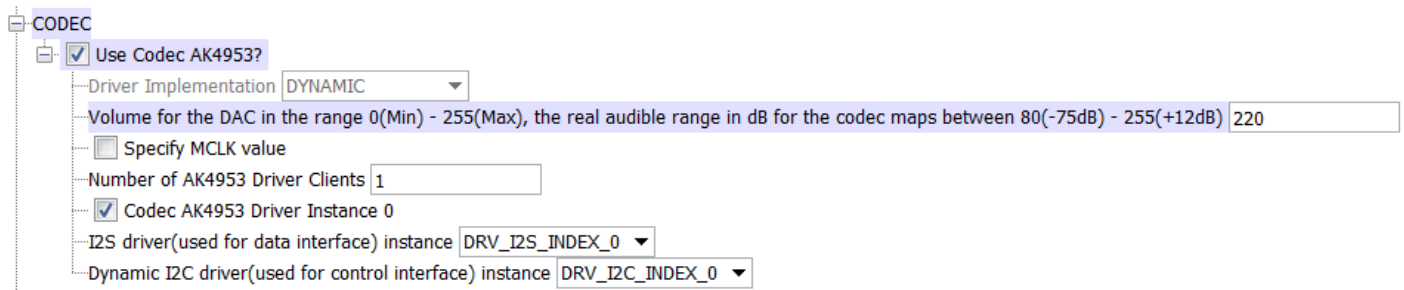 CODEC
Use Codec AK4953?
Driver Implementation DYNAMIC
Volume for the DAC in the range 0(Min) - 255(Max), the real audible range in dB for the codec maps between 80(-75dB) - 255(+12dB) 220
Specify MCLK value
Number of AK4953 Driver Clients 1
Codec AK4953 Driver Instance 0
I2S driver(used for data interface) instance DRV_I2S_INDEX_0
Dynamic I2C driver(used for control interface) instance DRV_I2C_INDEX_0